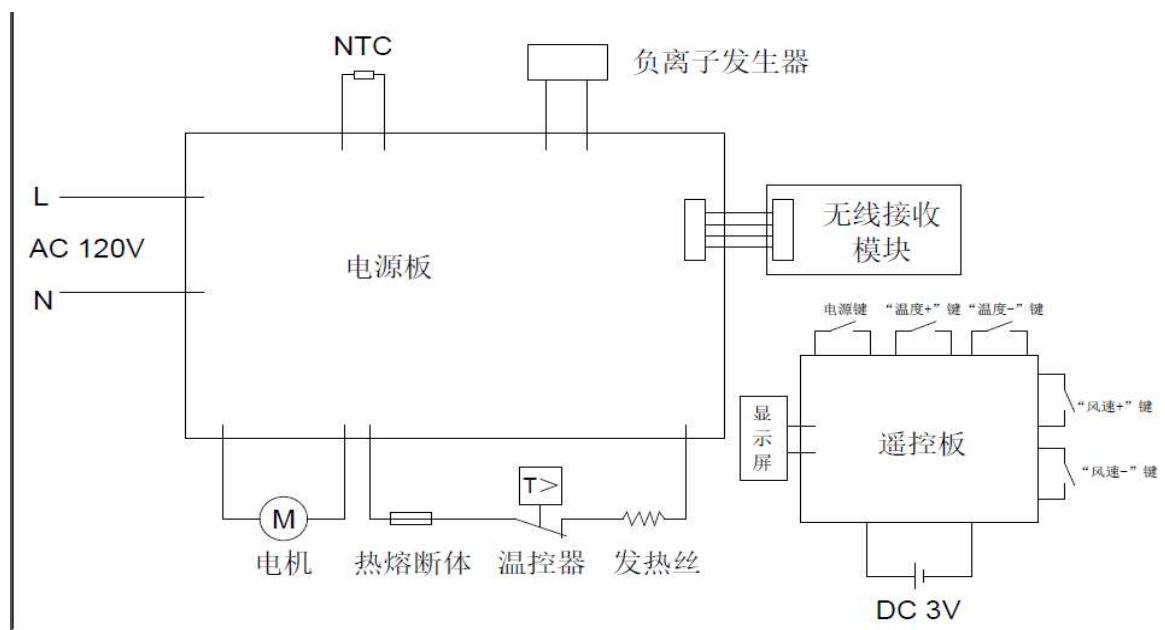 NTC
负离子发生器
L
AC 120V
N
电源板
无线接收
模块
电源键 “温度+”键 “温度-”键
“风速+”键
显
示
屏
遥控板
“风速-”键
T>
M
电机
热熔断体
温控器
发热丝
DC 3V